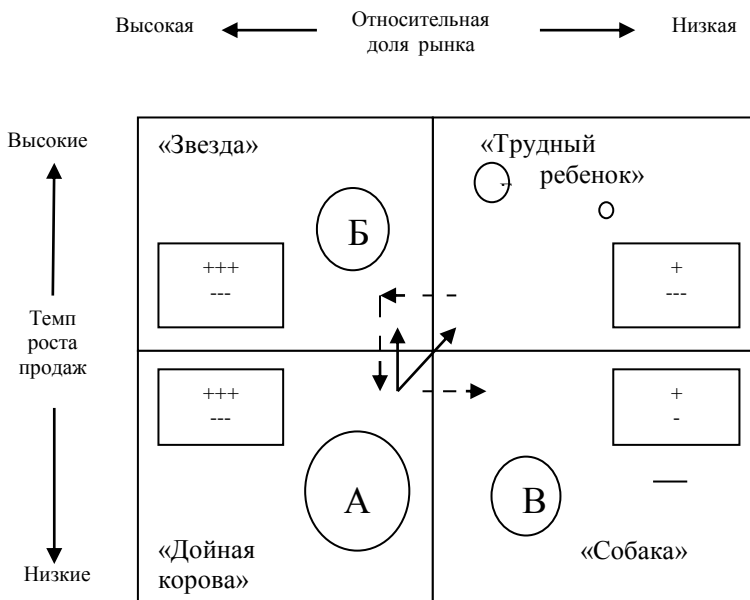 Высокая
Относительная
доля рынка
Низкая
Высокие
Темп
роста
продаж
Низкие
«Звезда»
Б
+++
---
«Трудный
ребенок»
+
---
+++
---
А
«Дойная
корова»
+
-
В
«Собака»